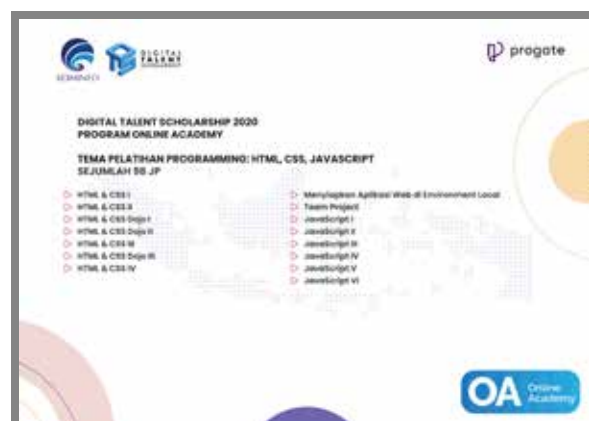 KOMINFO
DIGITAL
TALENT
SCHOLARSHIP
progate
DIGITAL TALENT SCHOLARSHIP 2020
PROGRAM ONLINE ACADEMY
TEMA PELATIHAN PROGRAMMING: HTML, CSS, JAVASCRIPT
SEJUMLAH 58 JP
HTML & CSS I
HTML & CSS II
HTML & CSS Dojo I
HTML & CSS Dojo II
HTML & CSS III
HTML & CSS Dojo III
HTML & CSS IV
Menyiapkan Aplikasi Web di Environment Local
Team Project
JavaScript I
JavaScript II
JavaScript III
JavaScript IV
JavaScript V
JavaScript VI
OA Online
Academy